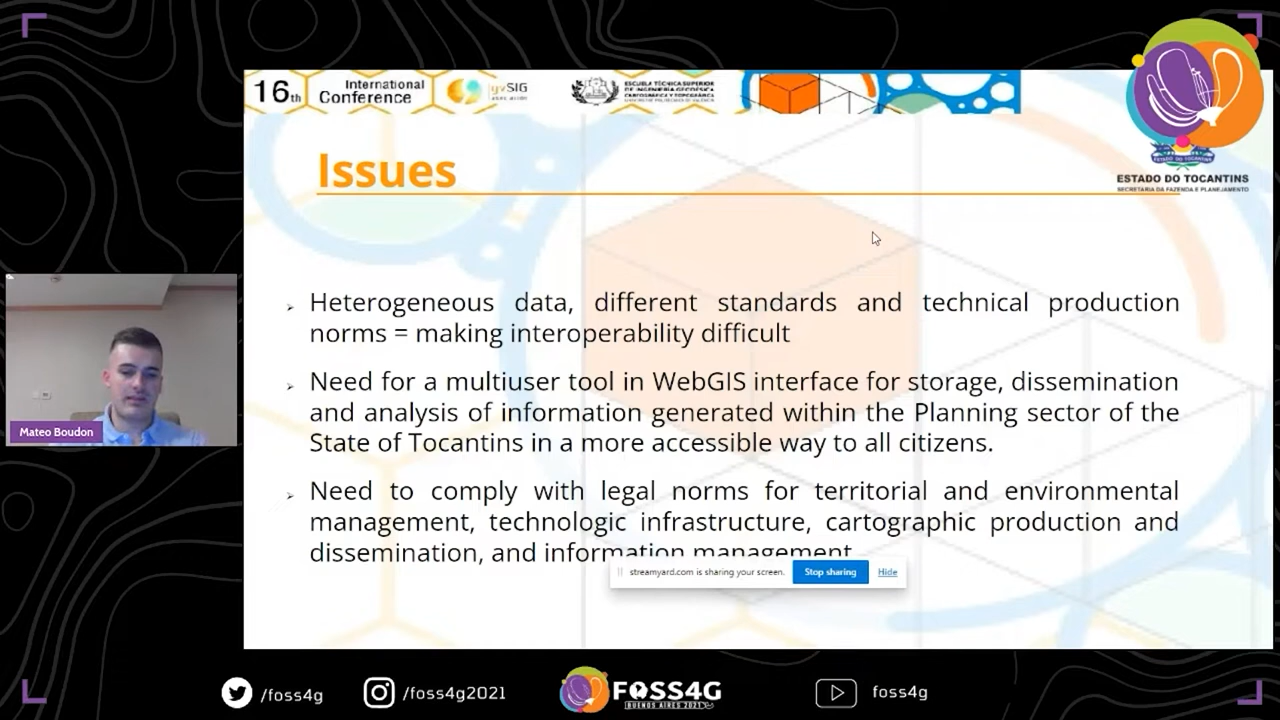 16th
International
Conference
gvSIG
ESCUELA TÉCNICA SUPERIOR
DE INGENIERÍA GEODÉSICA
CARTOGRÁFICA Y TOPOGRÁFICA
ESTADO DO TOCANTINS
SECRETARIA DA FAZENDA E PLANEJAMENTO
Issues
Heterogeneous data, different standards and technical production
norms = making interoperability difficult
Need for a multiuser tool in WebGIS interface for storage, dissemination
and analysis of information generated within the Planning sector of the
State of Tocantins in a more accessible way to all citizens.
Need to comply with legal norms for territorial and environmental
management, technologic infrastructure, cartographic production and
dissemination, and information management
streamyard.com is sharing your screen.
Stop sharing
Hide
Mateo Boudon
/foss4g
/foss4g2021
FOSS4G
BUENOS AIRES 2021
foss4g